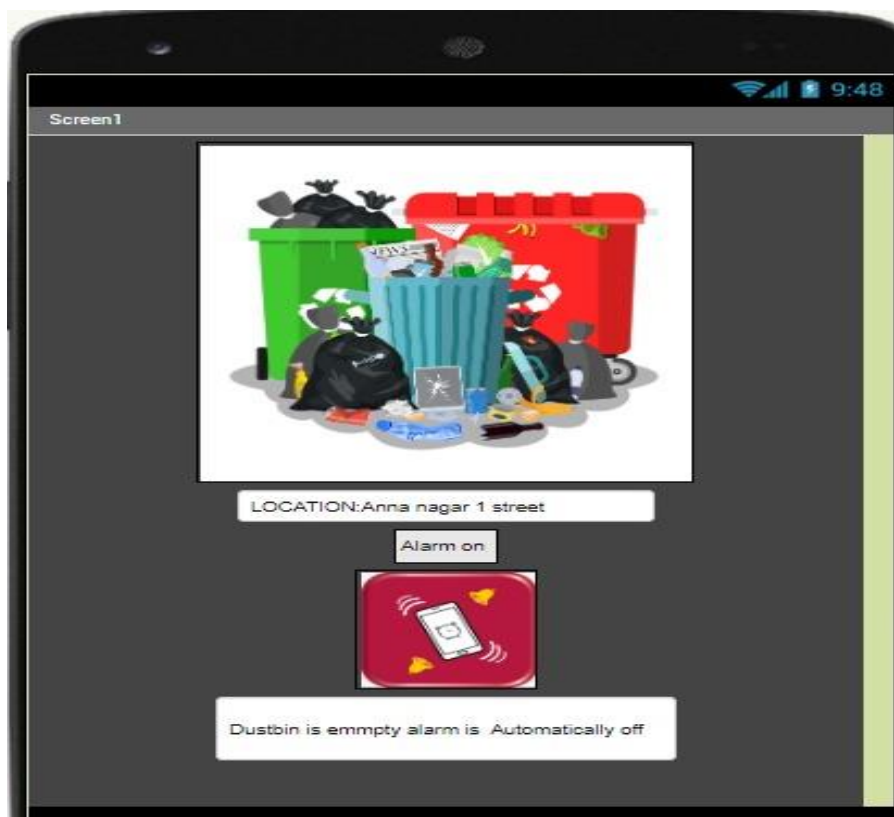 9:48
Screen1
LOCATION:Anna nagar 1 street
Alarm on
Dustbin is emmpty alarm is Automatically off